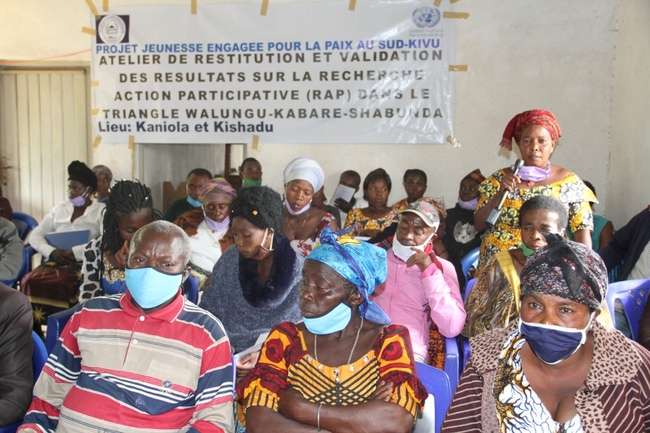 PROJET JEUNESSE ENGAGEE POUR LA PAIX AU SUD-KIVU
ATELIER DE RESTITUTION ET VALIDATION
DES RESULTATS SUR LA RECHERCHE
ACTION PARTICIPATIVE (RAP) DANS LE
TRIANGLE WALUNGU-KABARE-SHABUNDA
Lieu: Kaniola et Kishadu